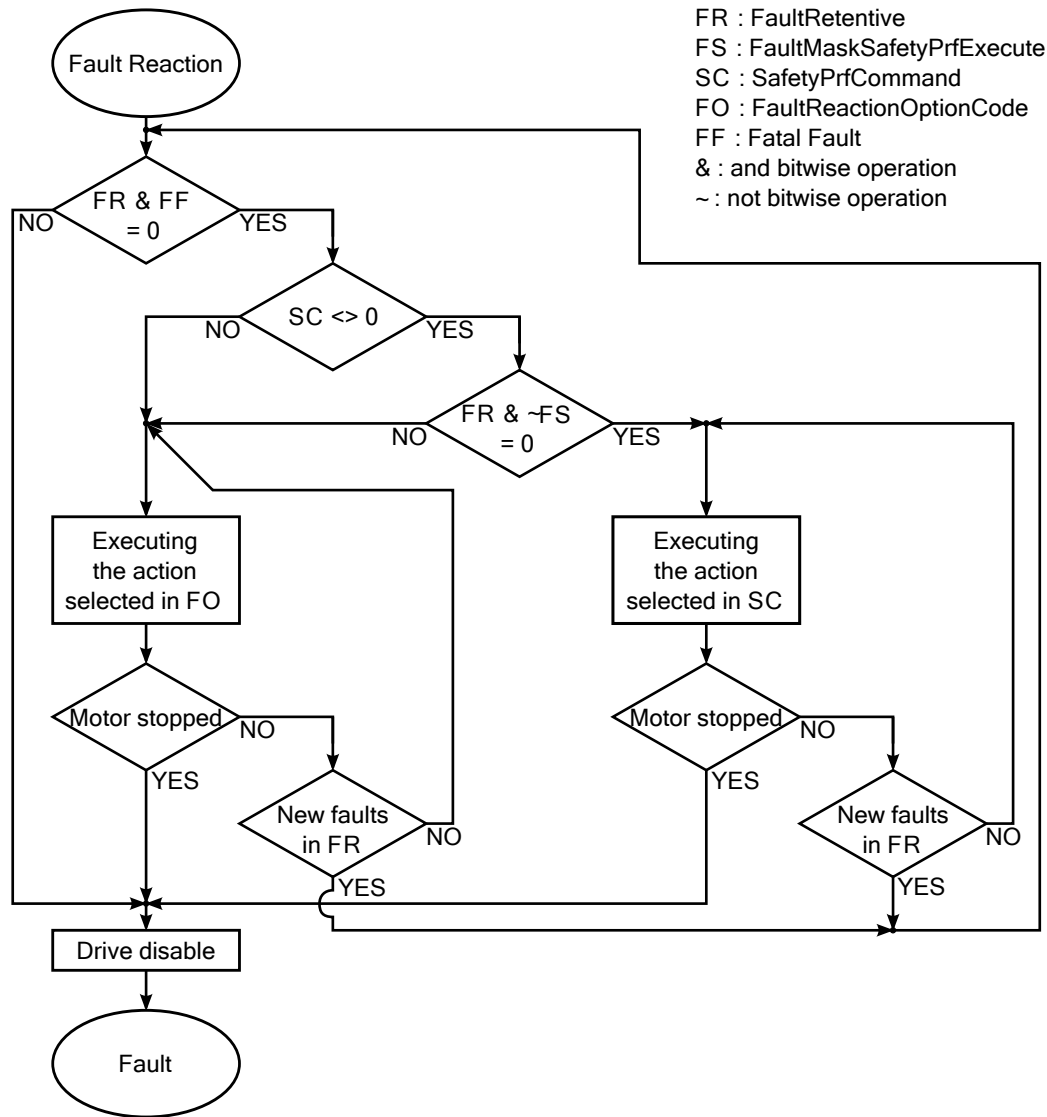 FR : FaultRetentive
FS : FaultMaskSafetyPrfExecute
SC : SafetyPrfCommand
FO : FaultReactionOptionCode
FF : Fatal Fault
& : and bitwise operation
~ : not bitwise operation
Fault Reaction
FR & FF
= 0
NO
YES
SC <> 0
NO
YES
FR & ~FS
= 0
NO
YES
Executing
the action
selected in FO
Executing
the action
selected in SC
Motor stopped
NO
YES
Motor stopped
NO
YES
New faults
in FR
NO
YES
New faults
in FR
NO
YES
Drive disable
Fault